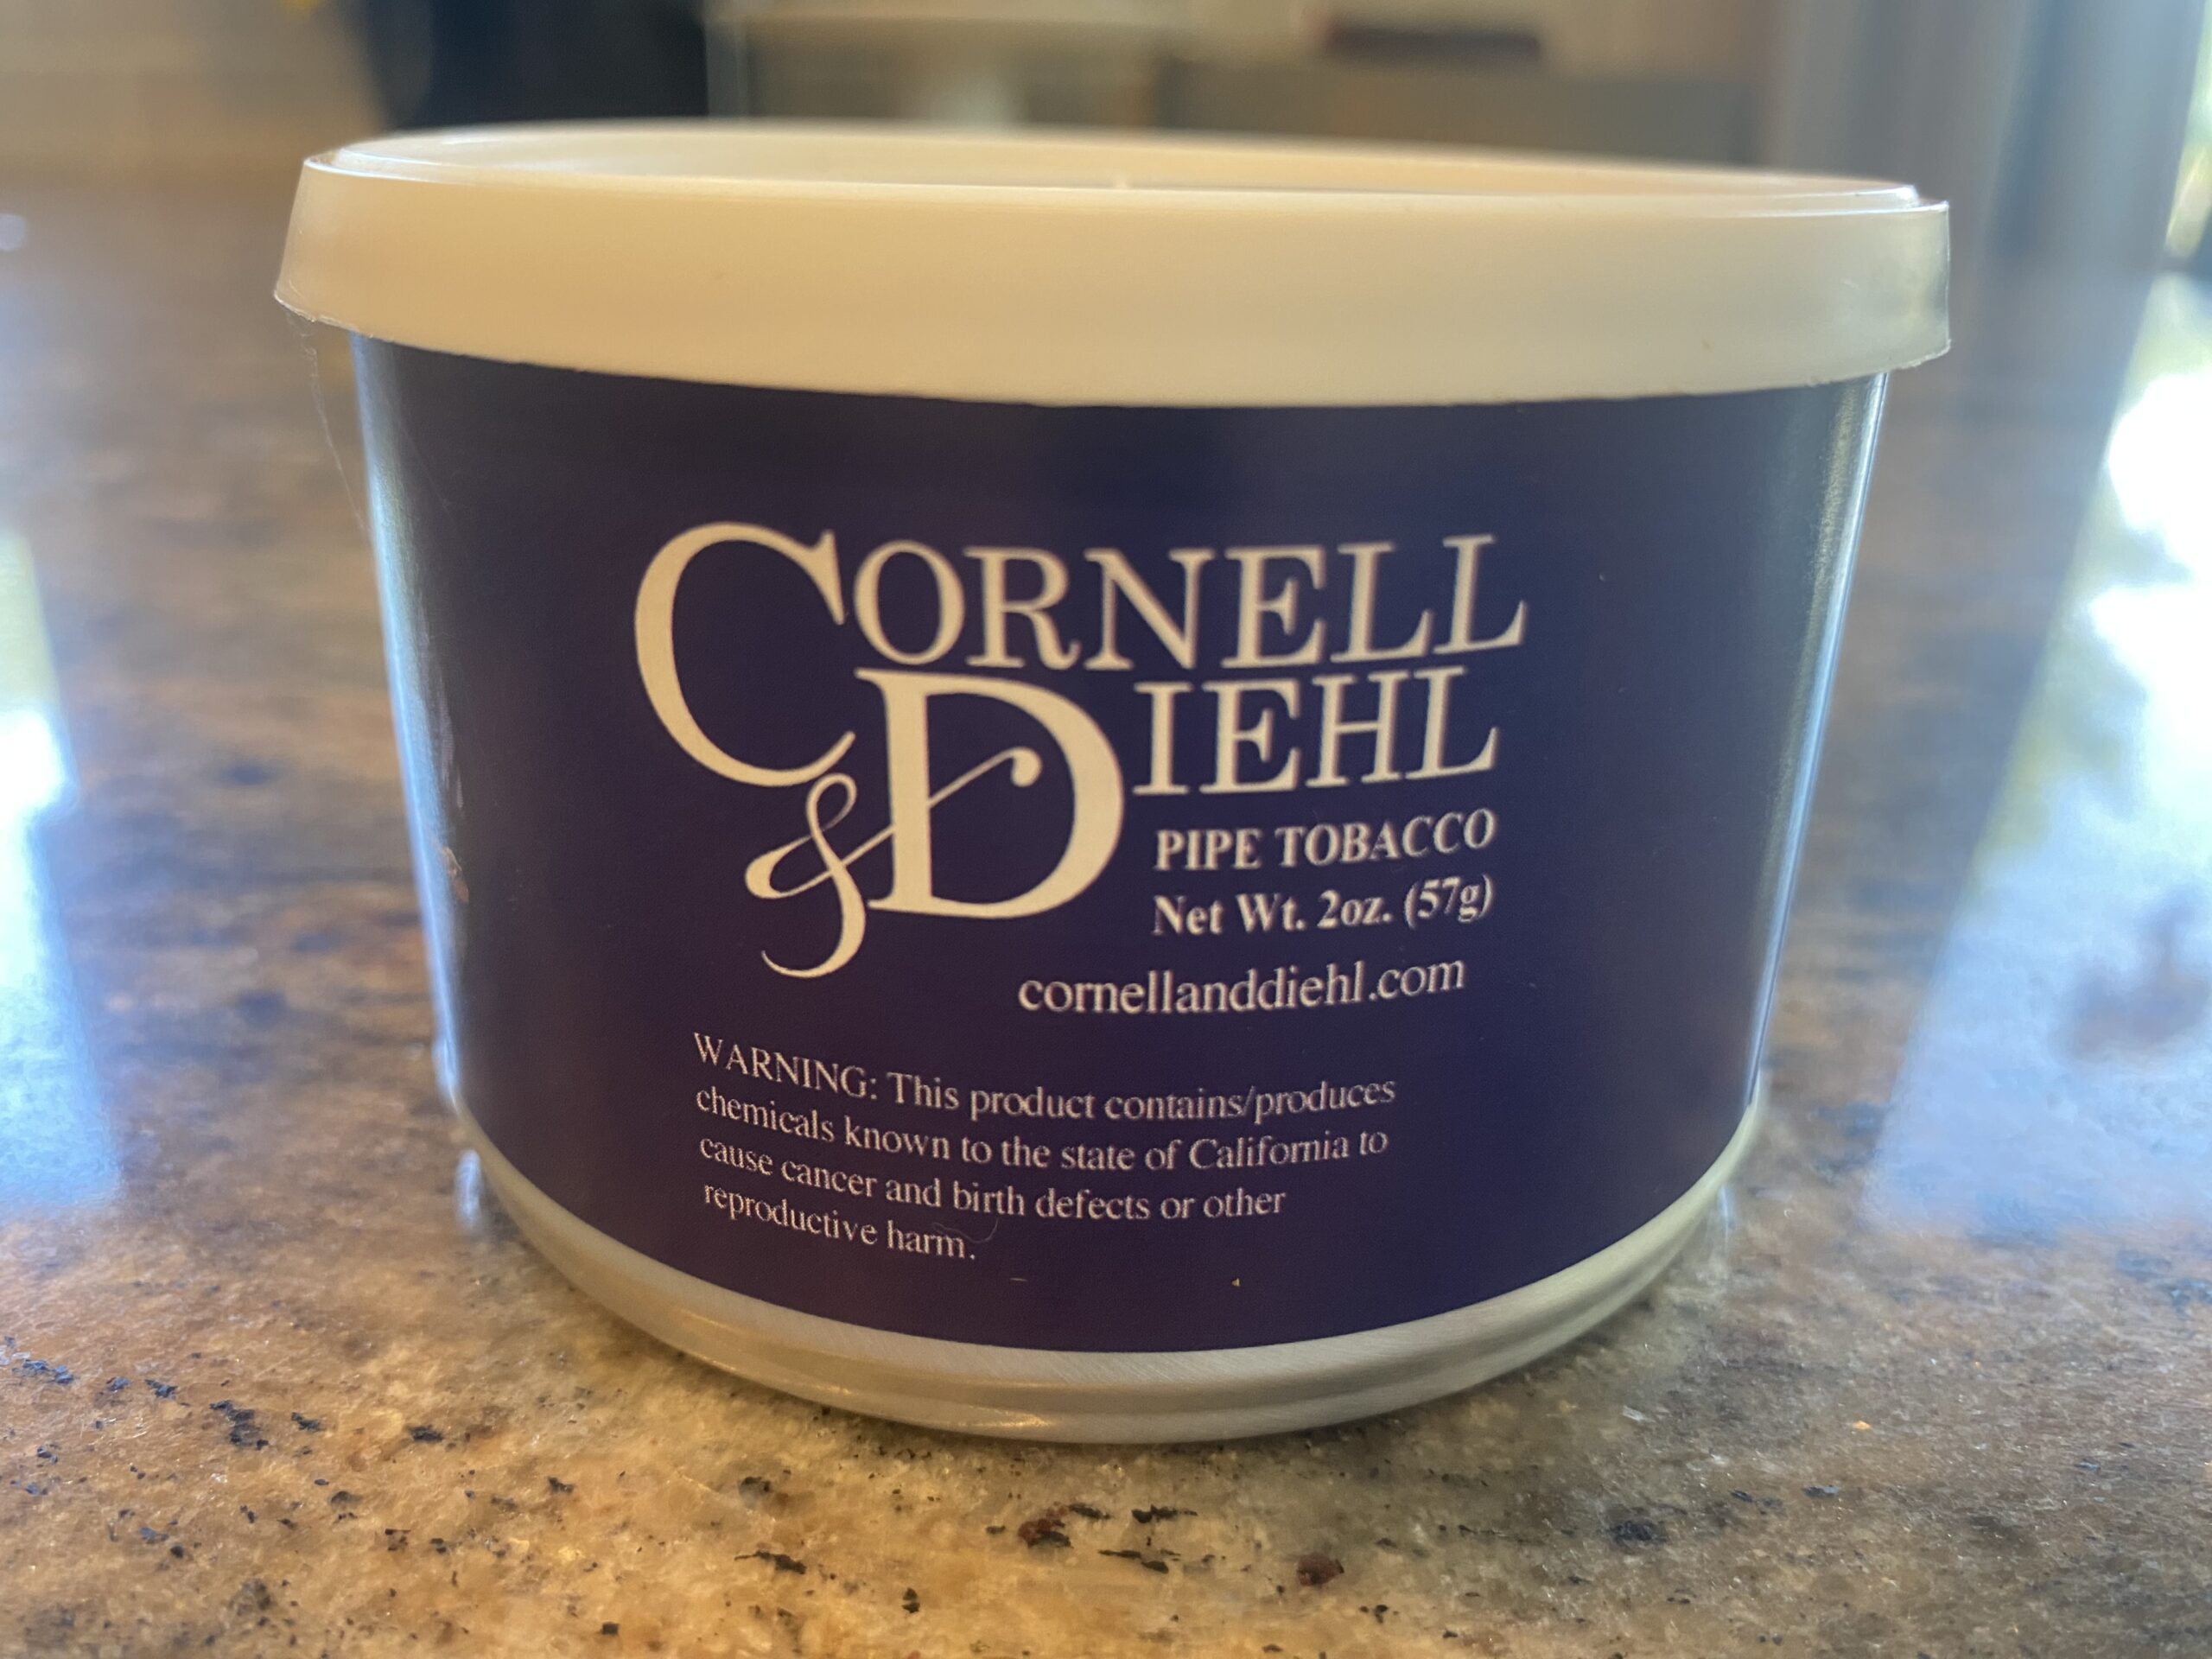 CORNELL
& DIEHL
PIPE TOBACCO
Net Wt. 2oz. (57g)
cornellanddiehl.com
WARNING: This product contains/produces
chemicals known to the state of California to
cause cancer and birth defects or other
reproductive harm.